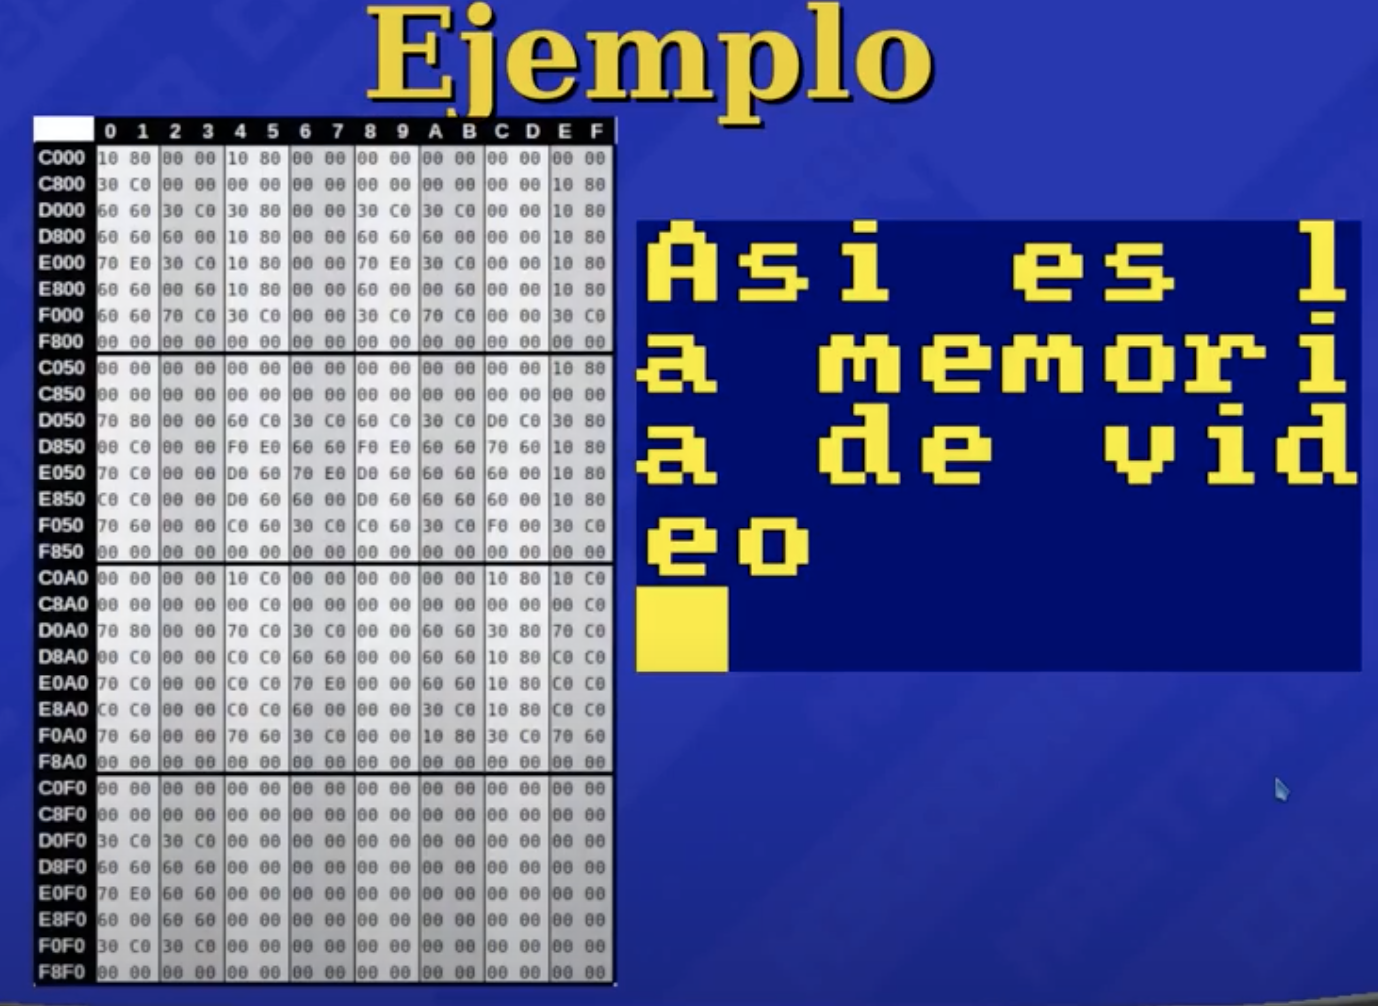 Ejemplo
0 1 2 3 4 5 6 7 8 9 A B C D E F
C000 10 80 00 00 10 80 00 00 00 00 00 00 00 00 00 00
C800 30 C0 00 00 00 00 00 00 00 00 00 00 00 00 10 80
D000 60 60 30 C0 30 80 00 00 30 C0 30 C0 00 00 10 80
D800 60 60 60 00 10 80 00 00 60 60 60 00 00 00 10 80
E000 70 E0 30 C0 10 80 00 00 70 E0 30 C0 00 00 10 80
E800 60 60 00 60 10 80 00 00 60 00 00 60 00 00 10 80
F000 60 60 70 C0 30 C0 00 00 30 C0 70 C0 00 00 30 C0
F800 00 00 00 00 00 00 00 00 00 00 00 00 00 00 00 00
C050 00 00 00 00 00 00 00 00 00 00 00 00 00 00 10 80
C850 00 00 00 00 00 00 00 00 00 00 00 00 00 00 00 00
D050 70 80 00 00 60 C0 30 C0 60 C0 30 C0 D0 C0 30 80
D850 00 C0 00 00 F0 E0 60 60 F0 E0 60 60 70 60 10 80
E050 70 C0 00 00 D0 60 70 E0 D0 60 60 60 60 00 10 80
E850 C0 C0 00 00 D0 60 60 00 D0 60 60 60 60 00 10 80
F050 70 60 00 00 C0 60 30 C0 C0 60 30 C0 F0 00 30 C0
F850 00 00 00 00 00 00 00 00 00 00 00 00 00 00 00 00
C0A0 00 00 00 00 10 C0 00 00 00 00 00 00 10 80 10 C0
C8A0 00 00 00 00 00 C0 00 00 00 00 00 00 00 00 00 C0
D0A0 70 80 00 00 70 C0 30 C0 00 00 60 60 30 80 70 C0
D8A0 00 C0 00 00 C0 C0 60 60 00 00 60 60 10 80 C0 C0
E0A0 70 C0 00 00 C0 C0 70 E0 00 00 60 60 10 80 C0 C0
E8A0 C0 C0 00 00 C0 C0 60 00 00 00 30 C0 10 80 C0 C0
F0A0 70 60 00 00 70 60 30 C0 00 00 10 80 30 C0 70 60
F8A0 00 00 00 00 00 00 00 00 00 00 00 00 00 00 00 00
C0F0 00 00 00 00 00 00 00 00 00 00 00 00 00 00 00 00
C8F0 00 00 00 00 00 00 00 00 00 00 00 00 00 00 00 00
D0F0 30 C0 30 C0 00 00 00 00 00 00 00 00 00 00 00 00
D8F0 60 60 60 60 00 00 00 00 00 00 00 00 00 00 00 00
E0F0 70 E0 60 60 00 00 00 00 00 00 00 00 00 00 00 00
E8F0 60 00 60 60 00 00 00 00 00 00 00 00 00 00 00 00
F0F0 30 C0 30 C0 00 00 00 00 00 00 00 00 00 00 00 00
F8F0 00 00 00 00 00 00 00 00 00 00 00 00 00 00 00 00
Asi es l
a memori
a de vid
eo